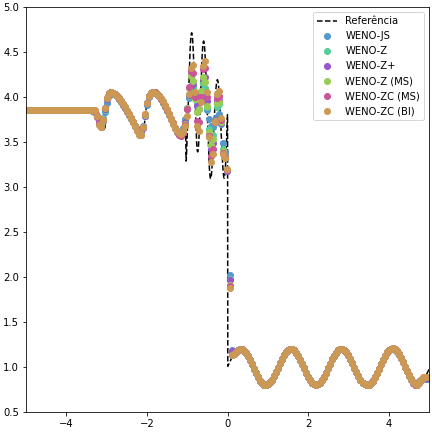 5.0
4.5
4.0
3.5
3.0
2.5
2.0
1.5
1.0
0.5
−4
−2
0
2
4
Referência
WENO-JS
WENO-Z
WENO-Z+
WENO-Z (MS)
WENO-ZC (MS)
WENO-ZC (BI)